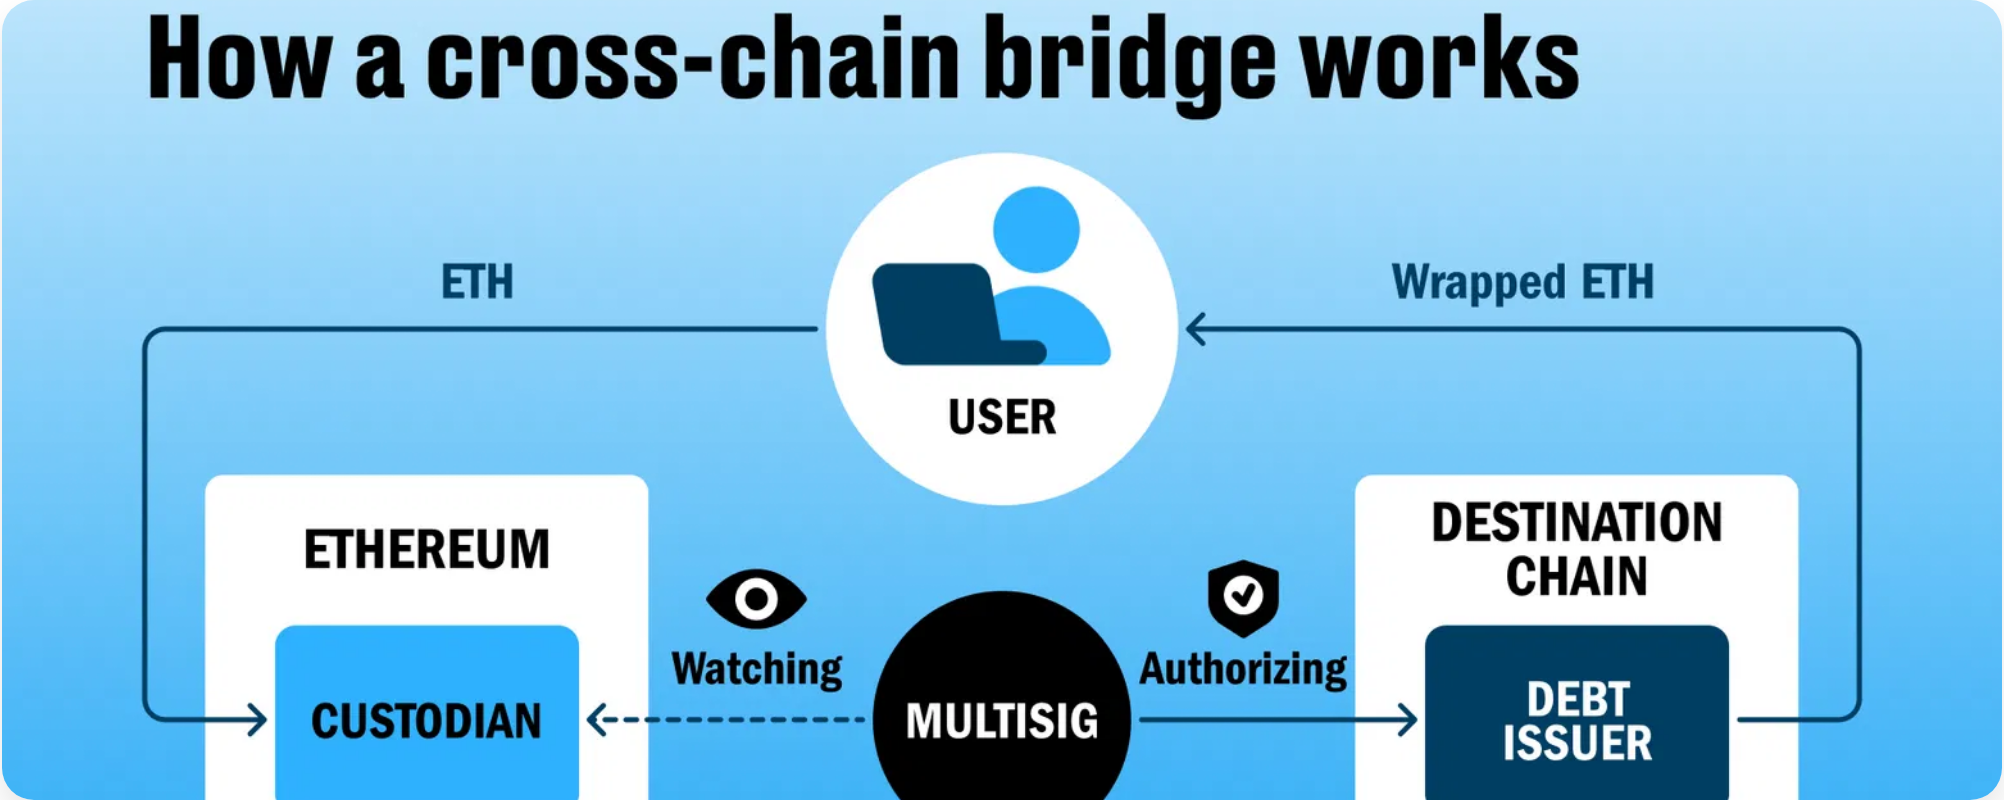 How a cross-chain bridge works
ETH
Wrapped ETH
USER
ETHEREUM
DESTINATION
CHAIN
Watching
Authorizing
CUSTODIAN
MULTISIG
DEBT
ISSUER